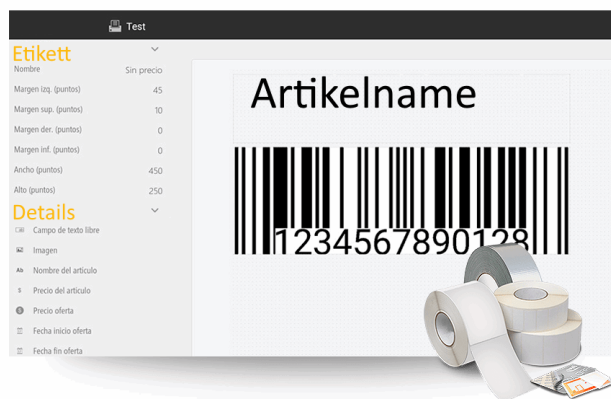 Test
Etikett
Nombre Sin precio
Margen izq. (puntos) 45
Margen sup. (puntos) 10
Margen der. (puntos) 0
Margen inf. (puntos) 0
Ancho (puntos) 450
Alto (puntos) 250
Details
Campo de texto libre
Imagen
Ab Nombre del articulo
$ Precio del articulo
$ Precio oferta
Fecha inicio oferta
Fecha fin oferta
Artikelname
1234567890128